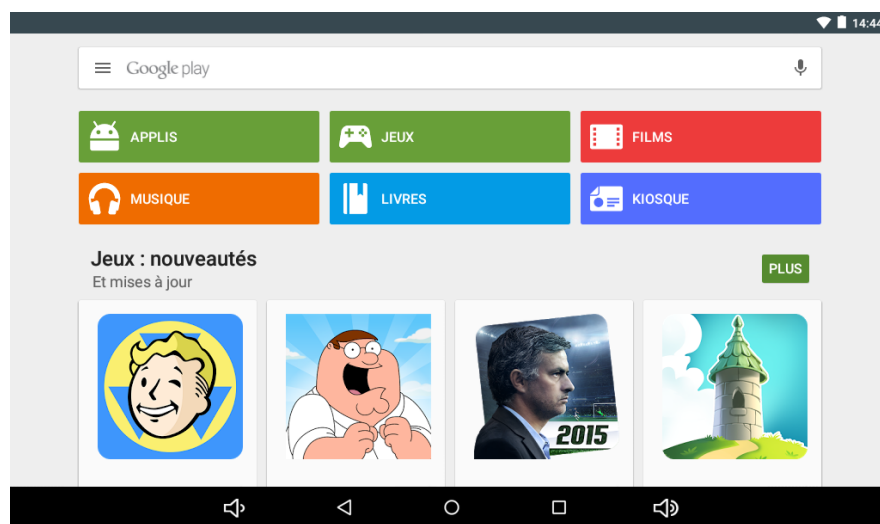 14:44
Google play
APPLIS
JEUX
FILMS
MUSIQUE
LIVRES
KIOSQUE
Jeux : nouveautés
PLUS
Et mises à jour
2015